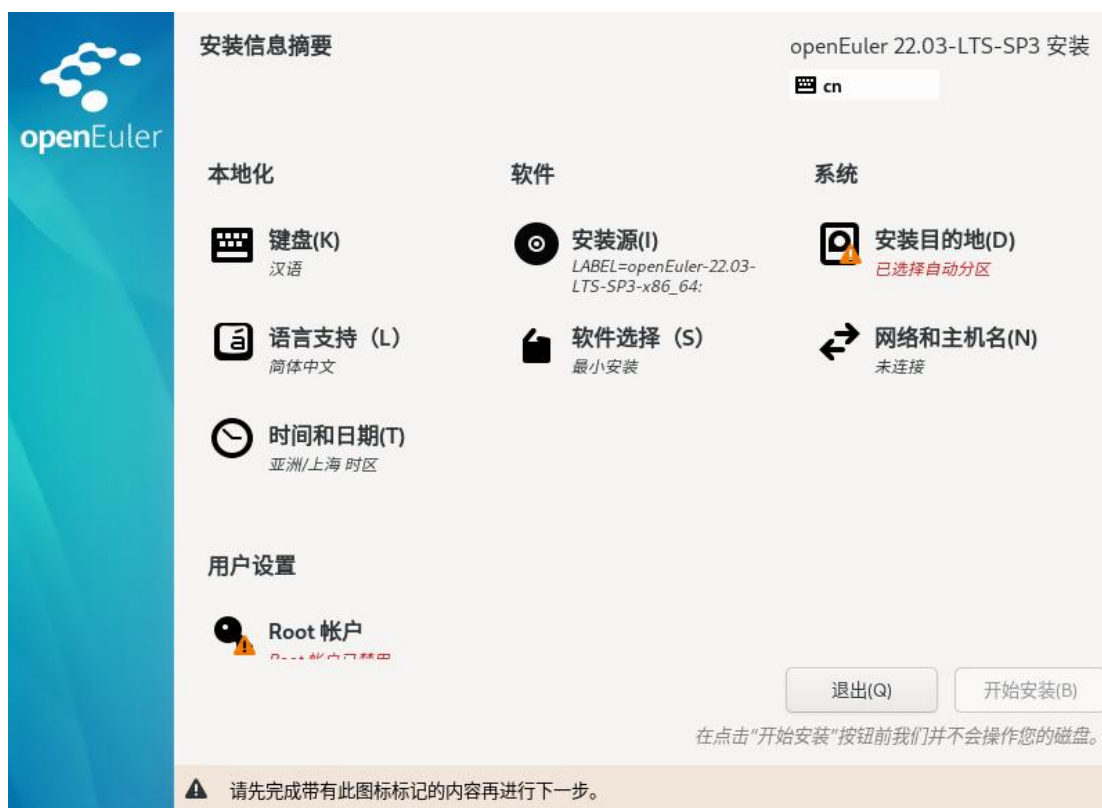 安装信息摘要
openEuler 22.03-LTS-SP3 安装
cn
openEuler
本地化
软件
系统
键盘(K)
汉语
安装源(I)
LABEL=openEuler-22.03-
LTS-SP3-x86_64:
安装目的地(D)
已选择自动分区
语言支持（L）
简体中文
软件选择（S）
最小安装
网络和主机名(N)
未连接
时间和日期(T)
亚洲/上海 时区
用户设置
Root 帐户
Root 帐户已禁用
退出(Q)
开始安装(B)
在点击"开始安装"按钮前我们并不会操作您的磁盘。
请先完成带有此图标标记的内容再进行下一步。